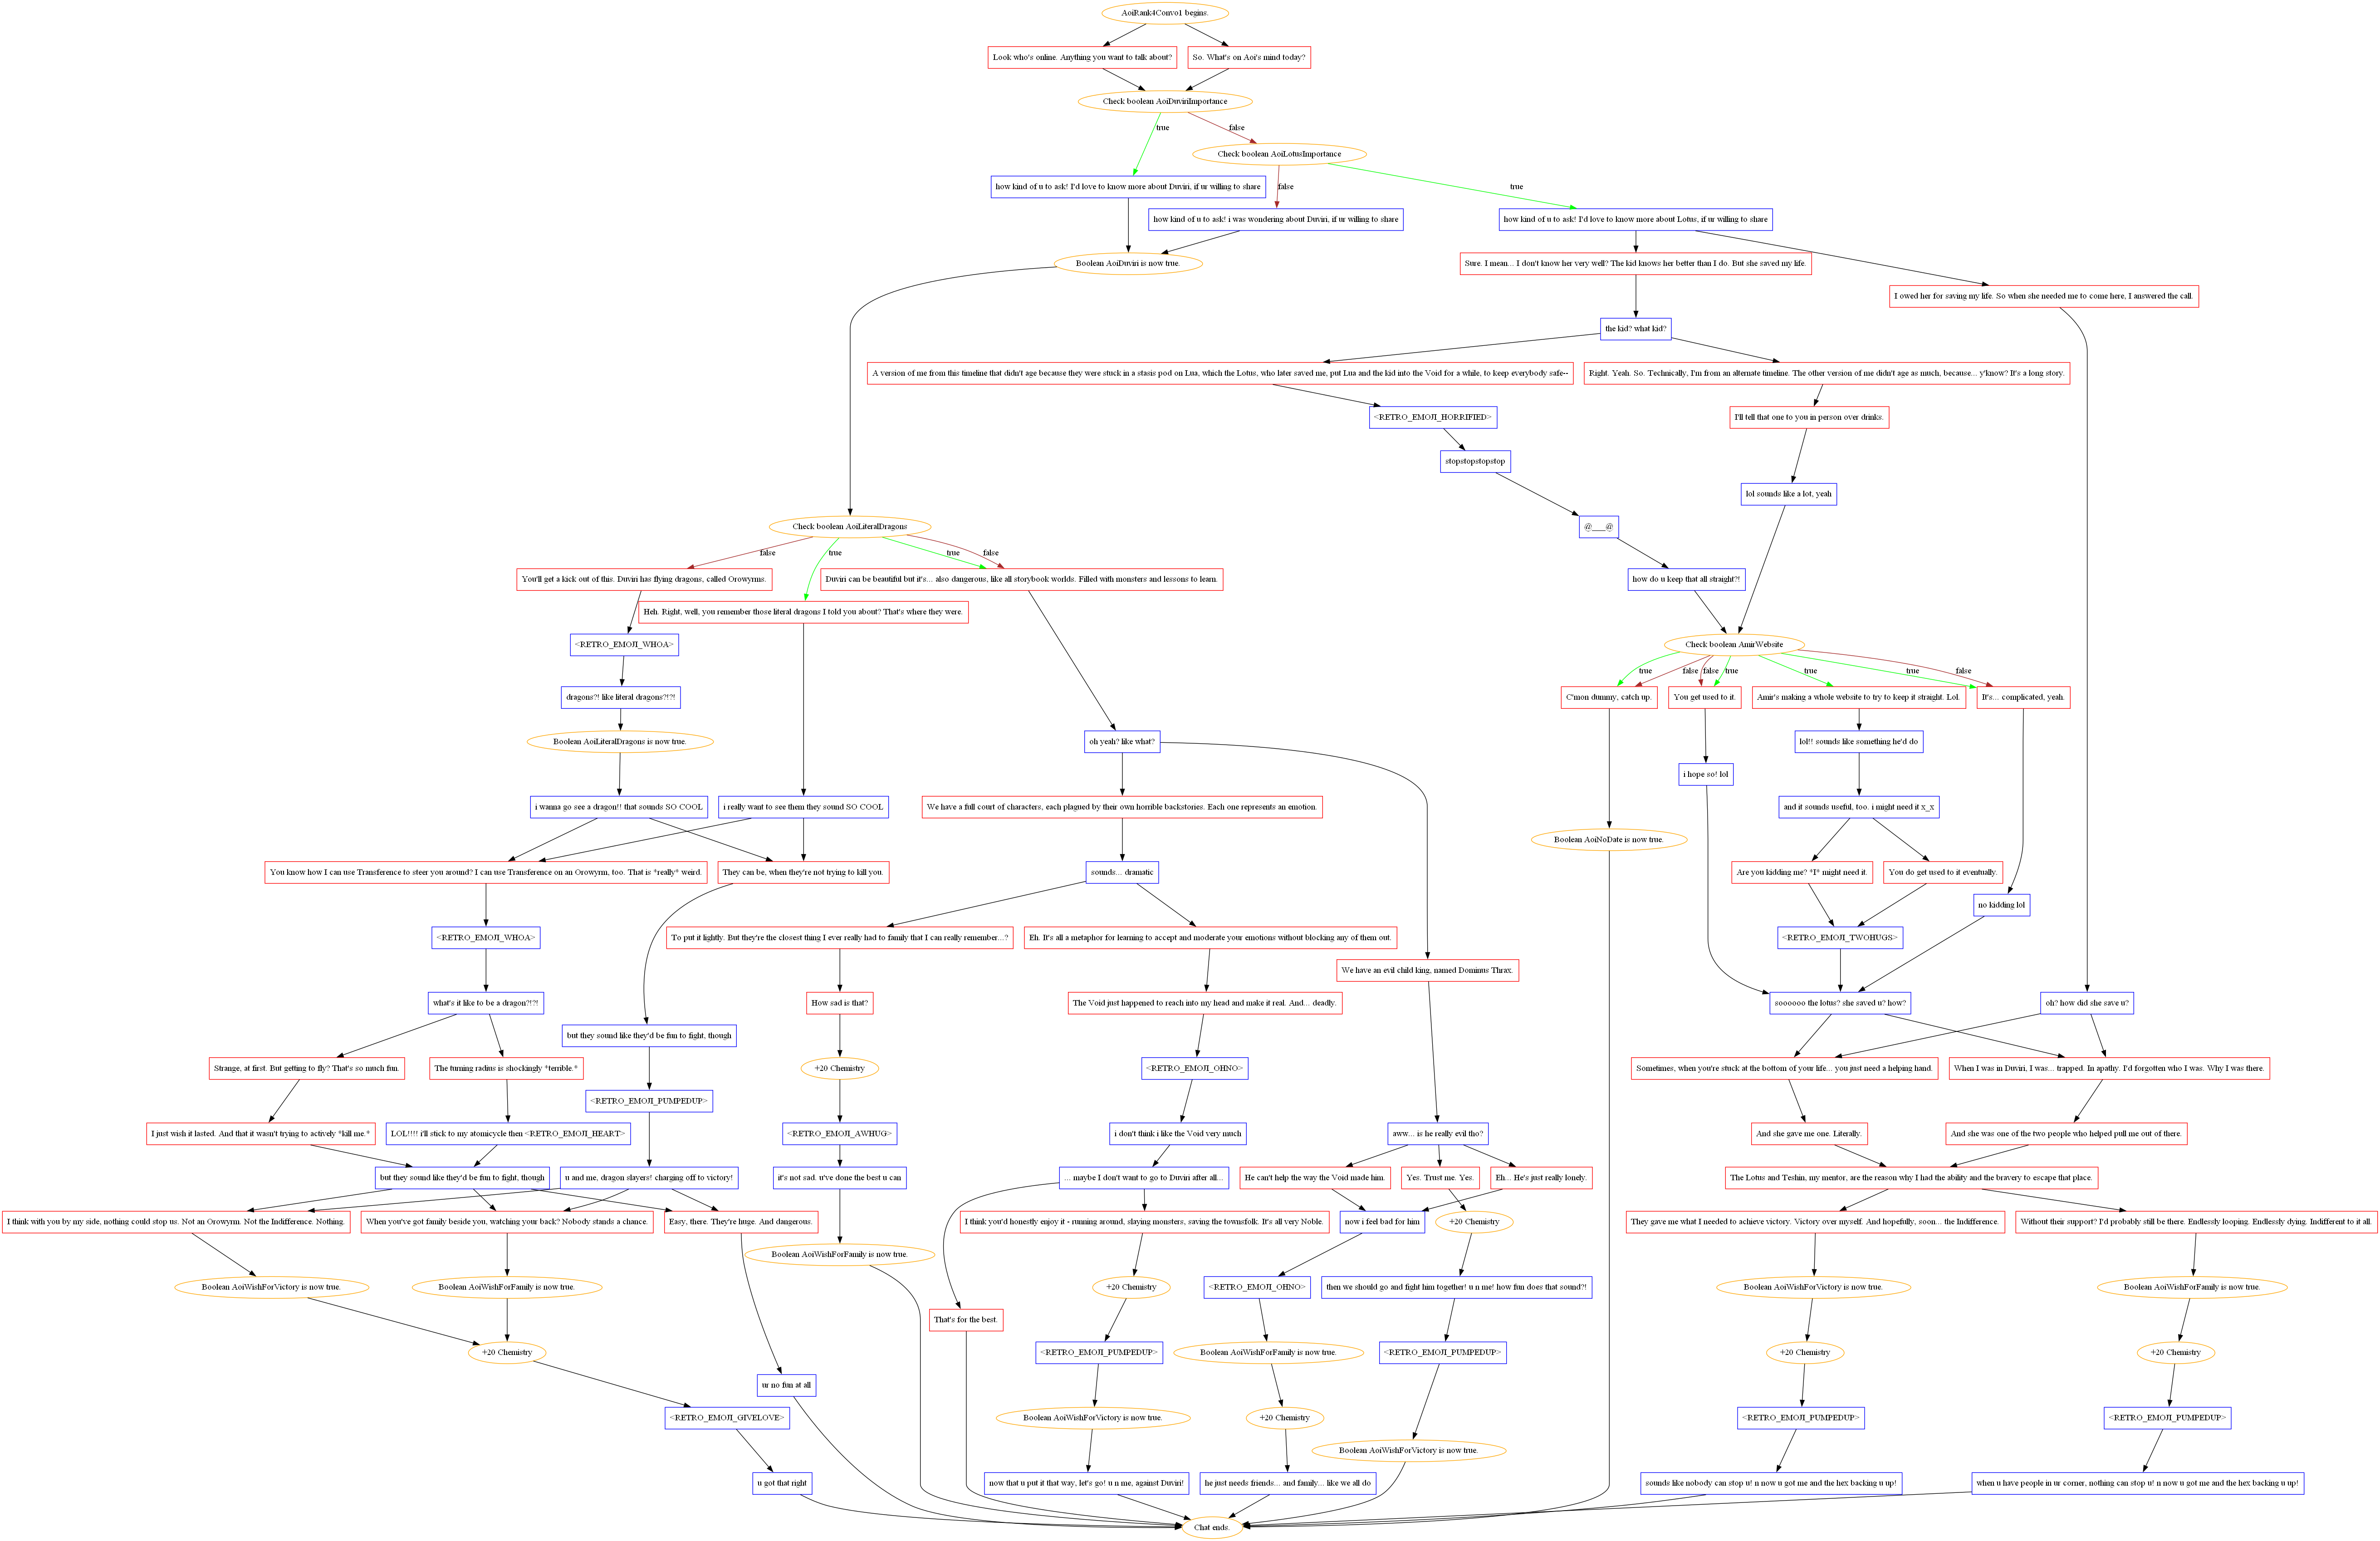 AoiRank4Convo1 begins.
Look who's online. Anything you want to talk about?
So. What's on Aoi's mind today?
Check boolean AoiDuviriImportance
true
false
Check boolean AoiLotusImportance
how kind of u to ask! I'd love to know more about Duviri, if ur willing to share
false
true
how kind of u to ask! i was wondering about Duviri, if ur willing to share
how kind of u to ask! I'd love to know more about Lotus, if ur willing to share
Boolean AoiDuviri is now true.
Sure. I mean... I don't know her very well? The kid knows her better than I do. But she saved my life.
I owed her for saving my life. So when she needed me to come here, I answered the call.
the kid? what kid?
A version of me from this timeline that didn't age because they were stuck in a stasis pod on Lua, which the Lotus, who later saved me, put Lua and the kid into the Void for a while, to keep everybody safe--
Right. Yeah. So. Technically, I'm from an alternate timeline. The other version of me didn't age as much, because... y'know? It's a long story.
<RETRO_EMOJI_HORRIFIED>
I'll tell that one to you in person over drinks.
stopstopstopstop
lol sounds like a lot, yeah
Check boolean AoiLiteralDragons
@___@
false
true
true
false
You'll get a kick out of this. Duviri has flying dragons, called Orowyrms.
Duviri can be beautiful but it's... also dangerous, like all storybook worlds. Filled with monsters and lessons to learn.
how do u keep that all straight?!
Heh. Right, well, you remember those literal dragons I told you about? That's where they were.
<RETRO_EMOJI_WHOA>
Check boolean AmirWebsite
true
false
false
true
true
true
false
dragons?! like literal dragons?!?!
C'mon dummy, catch up.
You get used to it.
Amir's making a whole website to try to keep it straight. Lol.
It's... complicated, yeah.
Boolean AoiLiteralDragons is now true.
oh yeah? like what?
lol!! sounds like something he'd do
i hope so! lol
i wanna go see a dragon!! that sounds SO COOL
i really want to see them they sound SO COOL
We have a full court of characters, each plagued by their own horrible backstories. Each one represents an emotion.
and it sounds useful, too. i might need it x_x
Boolean AoiNoDate is now true.
You know how I can use Transference to steer you around? I can use Transference on an Orowyrm, too. That is *really* weird.
They can be, when they're not trying to kill you.
sounds... dramatic
Are you kidding me? *I* might need it.
You do get used to it eventually.
no kidding lol
<RETRO_EMOJI_WHOA>
To put it lightly. But they're the closest thing I ever really had to family that I can really remember...?
Eh. It's all a metaphor for learning to accept and moderate your emotions without blocking any of them out.
<RETRO_EMOJI_TWOHUGS>
We have an evil child king, named Dominus Thrax.
what's it like to be a dragon?!?!
How sad is that?
The Void just happened to reach into my head and make it real. And... deadly.
soooooo the lotus? she saved u? how?
oh? how did she save u?
but they sound like they'd be fun to fight, though
Strange, at first. But getting to fly? That's so much fun.
The turning radius is shockingly *terrible.*
+20 Chemistry
<RETRO_EMOJI_OHNO>
Sometimes, when you're stuck at the bottom of your life... you just need a helping hand.
When I was in Duviri, I was... trapped. In apathy. I'd forgotten who I was. Why I was there.
<RETRO_EMOJI_PUMPEDUP>
I just wish it lasted. And that it wasn't trying to actively *kill me.*
LOL!!!! i'll stick to my atomicycle then <RETRO_EMOJI_HEART>
<RETRO_EMOJI_AWHUG>
i don't think i like the Void very much
aww... is he really evil tho?
And she gave me one. Literally.
And she was one of the two people who helped pull me out of there.
but they sound like they'd be fun to fight, though
u and me, dragon slayers! charging off to victory!
it's not sad. u've done the best u can
... maybe I don't want to go to Duviri after all...
He can't help the way the Void made him.
Yes. Trust me. Yes.
Eh... He's just really lonely.
The Lotus and Teshin, my mentor, are the reason why I had the ability and the bravery to escape that place.
I think with you by my side, nothing could stop us. Not an Orowyrm. Not the Indifference. Nothing.
When you've got family beside you, watching your back? Nobody stands a chance.
Easy, there. They're huge. And dangerous.
I think you'd honestly enjoy it - running around, slaying monsters, saving the townsfolk. It's all very Noble.
now i feel bad for him
+20 Chemistry
They gave me what I needed to achieve victory. Victory over myself. And hopefully, soon... the Indifference.
Without their support? I'd probably still be there. Endlessly looping. Endlessly dying. Indifferent to it all.
Boolean AoiWishForFamily is now true.
Boolean AoiWishForVictory is now true.
Boolean AoiWishForFamily is now true.
+20 Chemistry
<RETRO_EMOJI_OHNO>
then we should go and fight him together! u n me! how fun does that sound?!
Boolean AoiWishForVictory is now true.
Boolean AoiWishForFamily is now true.
That's for the best.
+20 Chemistry
<RETRO_EMOJI_PUMPEDUP>
Boolean AoiWishForFamily is now true.
<RETRO_EMOJI_PUMPEDUP>
+20 Chemistry
+20 Chemistry
ur no fun at all
<RETRO_EMOJI_GIVELOVE>
Boolean AoiWishForVictory is now true.
+20 Chemistry
<RETRO_EMOJI_PUMPEDUP>
<RETRO_EMOJI_PUMPEDUP>
Boolean AoiWishForVictory is now true.
u got that right
now that u put it that way, let's go! u n me, against Duviri!
he just needs friends... and family... like we all do
sounds like nobody can stop u! n now u got me and the hex backing u up!
when u have people in ur corner, nothing can stop u! n now u got me and the hex backing u up!
Chat ends.